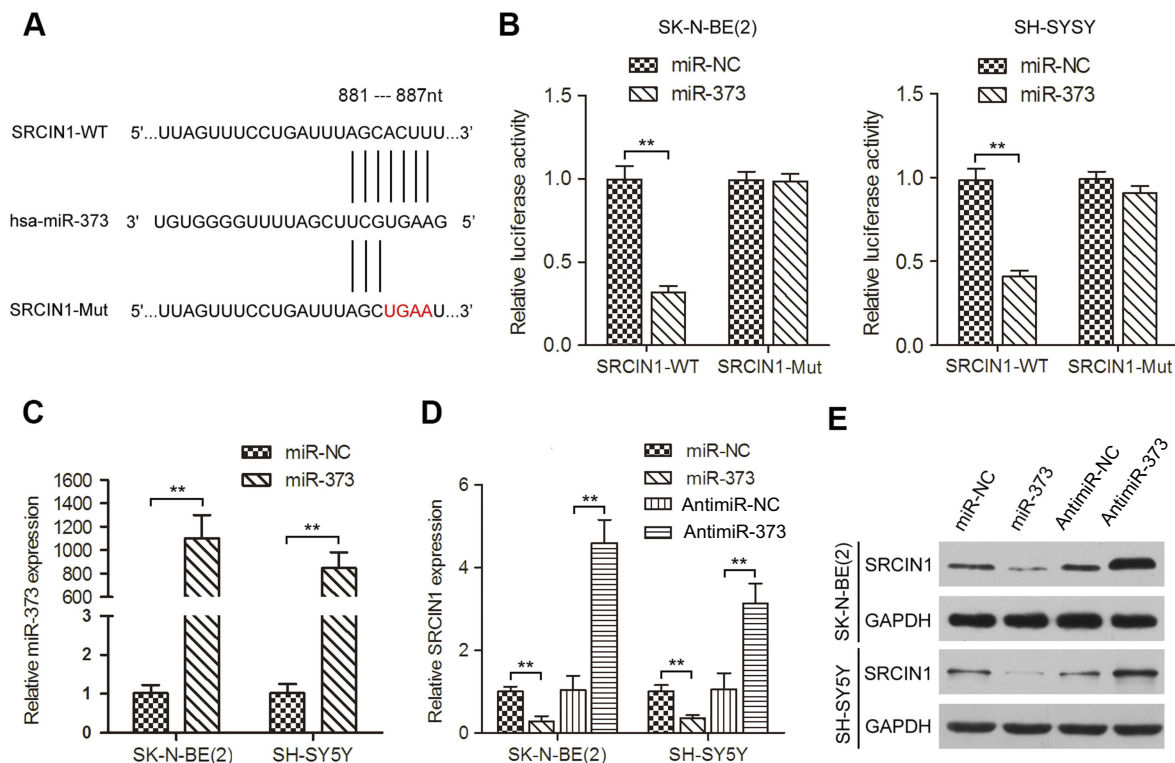 A
881 --- 887nt
SRCIN1-WT 5'...UUAGUUUCCUGAUUUAGCACUUU...3'
hsa-miR-373 3' UGUGGGGUUUUAGCUUCGUGAAG 5'
SRCIN1-Mut 5'...UUAGUUUCCUGAUUUAGCUGAAU...3'
B
SK-N-BE(2)
miR-NC
miR-373
Relative luciferase activity
1.5
1.0
0.5
0.0
**
SRCIN1-WT SRCIN1-Mut
SH-SYSY
miR-NC
miR-373
Relative luciferase activity
1.5
1.0
0.5
0.0
**
SRCIN1-WT SRCIN1-Mut
C
miR-NC
miR-373
Relative miR-373 expression
1600
1400
1200
1000
800
600
3
2
1
0
**
**
SK-N-BE(2) SH-SY5Y
D
miR-NC
miR-373
AntimiR-NC
AntimiR-373
Relative SRCIN1 expression
6
4
2
0
**
**
**
**
SK-N-BE(2) SH-SY5Y
E
miR-NC miR-373 AntimiR-NC AntimiR-373
SK-N-BE(2)
SRCIN1
GAPDH
SH-SY5Y
SRCIN1
GAPDH